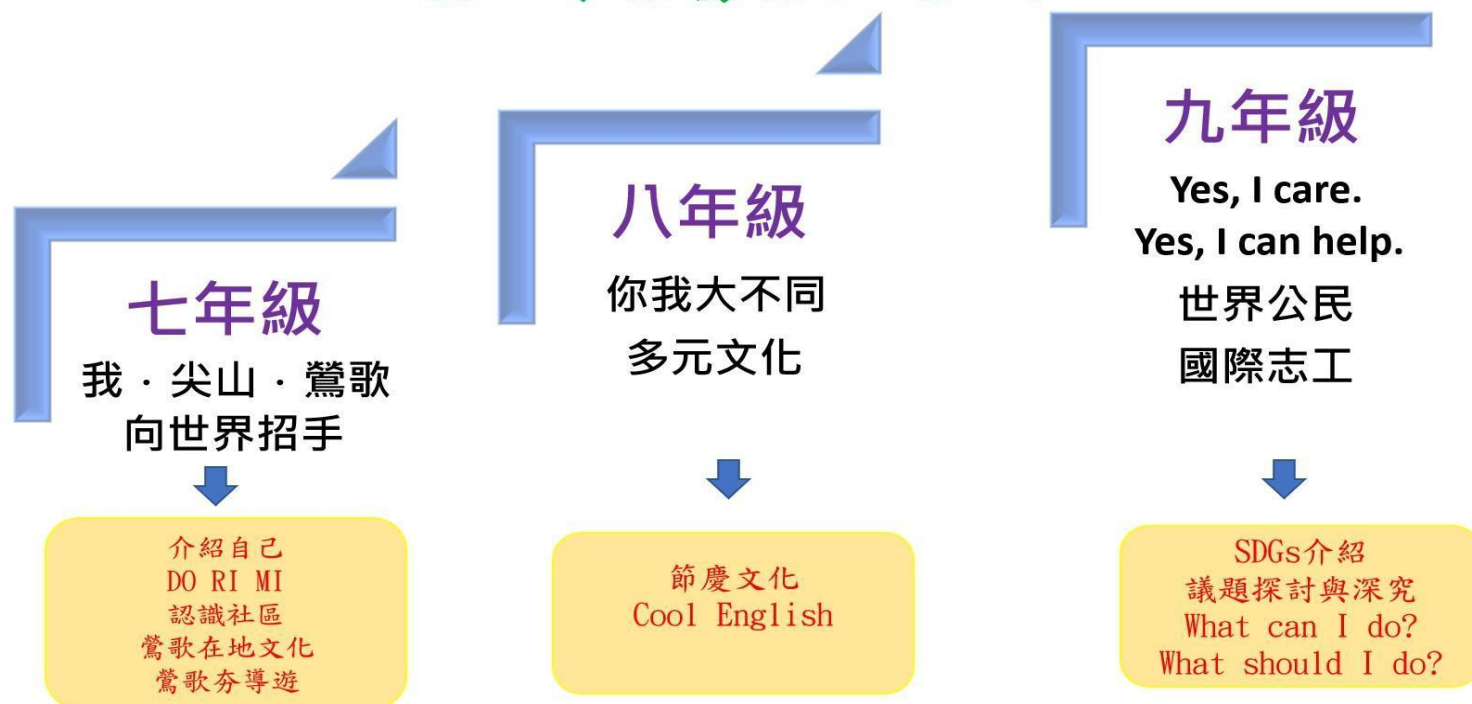 七年級
我．尖山．鶯歌
向世界招手
介紹自己
DO RI MI
認識社區
鶯歌在地文化
鶯歌夯導遊
八年級
你我大不同
多元文化
節慶文化
Cool English
九年級
Yes, I care.
Yes, I can help.
世界公民
國際志工
SDGs介紹
議題探討與深究
What can I do?
What should I do?